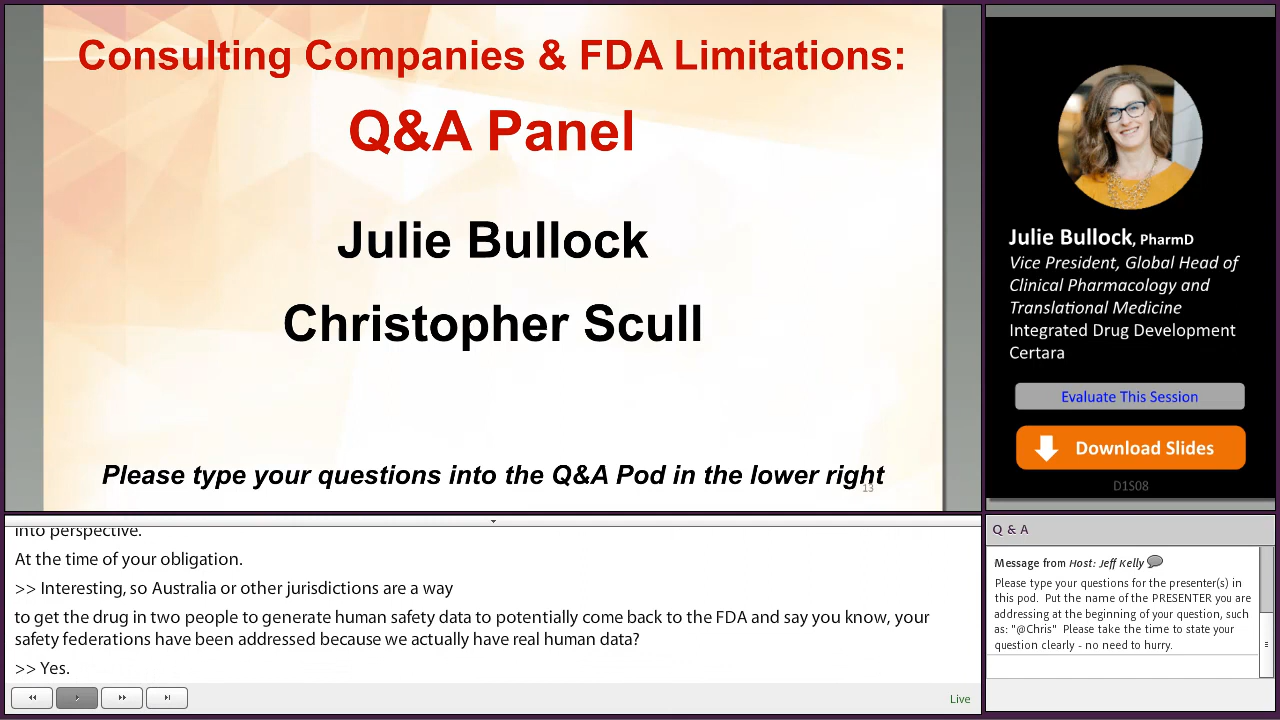 Consulting Companies & FDA Limitations:
Q&A Panel
Julie Bullock
Christopher Scull
Please type your questions into the Q&A Pod in the lower right
13
Julie Bullock, PharmD
Vice President, Global Head of
Clinical Pharmacology and
Translational Medicine
Integrated Drug Development
Certara
Evaluate This Session
Download Slides
D1S08
into perspective.
At the time of your obligation.
>> Interesting, so Australia or other jurisdictions are a way
to get the drug in two people to generate human safety data to potentially come back to the FDA and say you know, your
safety federations have been addressed because we actually have real human data?
>> Yes.
Live
Q & A
Message from Host: Jeff Kelly
Please type your questions for the presenter(s) in
this pod. Put the name of the PRESENTER you are
addressing at the beginning of your question, such
as: "@Chris" Please take the time to state your
question clearly - no need to hurry.